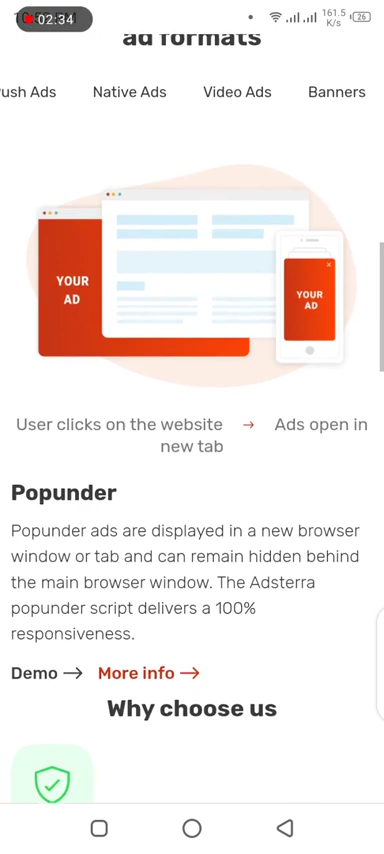 02:34
161.5
K/s
26
ad formats
ush Ads Native Ads Video Ads Banners
YOUR
AD
YOUR
AD
User clicks on the website → Ads open in
new tab
Popunder
Popunder ads are displayed in a new browser
window or tab and can remain hidden behind
the main browser window. The Adsterra
popunder script delivers a 100%
responsiveness.
Demo → More info →
Why choose us